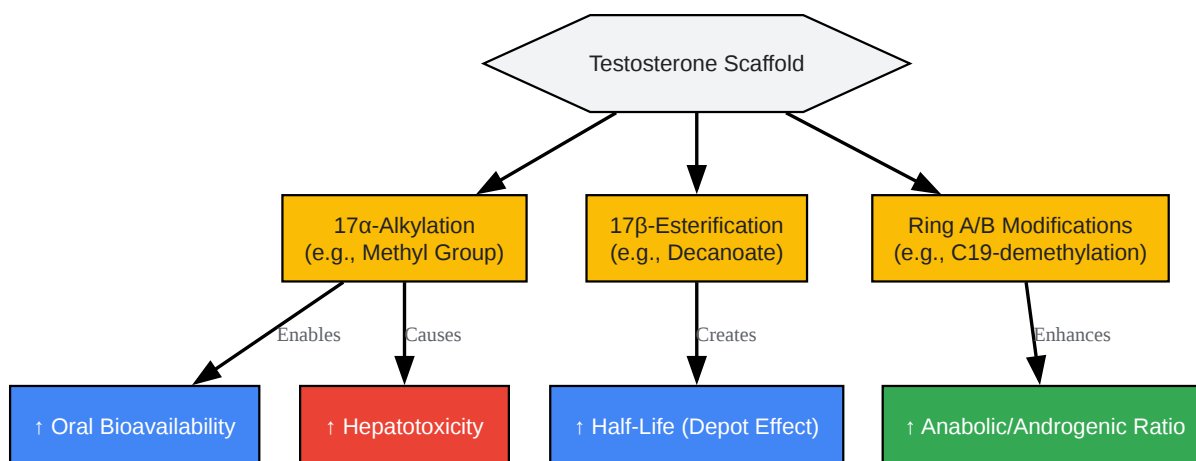 Testosterone Scaffold
17α-Alkylation
(e.g., Methyl Group)
17β-Esterification
(e.g., Decanoate)
Ring A/B Modifications
(e.g., C19-demethylation)
Enables
Causes
Creates
Enhances
↑ Oral Bioavailability
↑ Hepatotoxicity
↑ Half-Life (Depot Effect)
↑ Anabolic/Androgenic Ratio